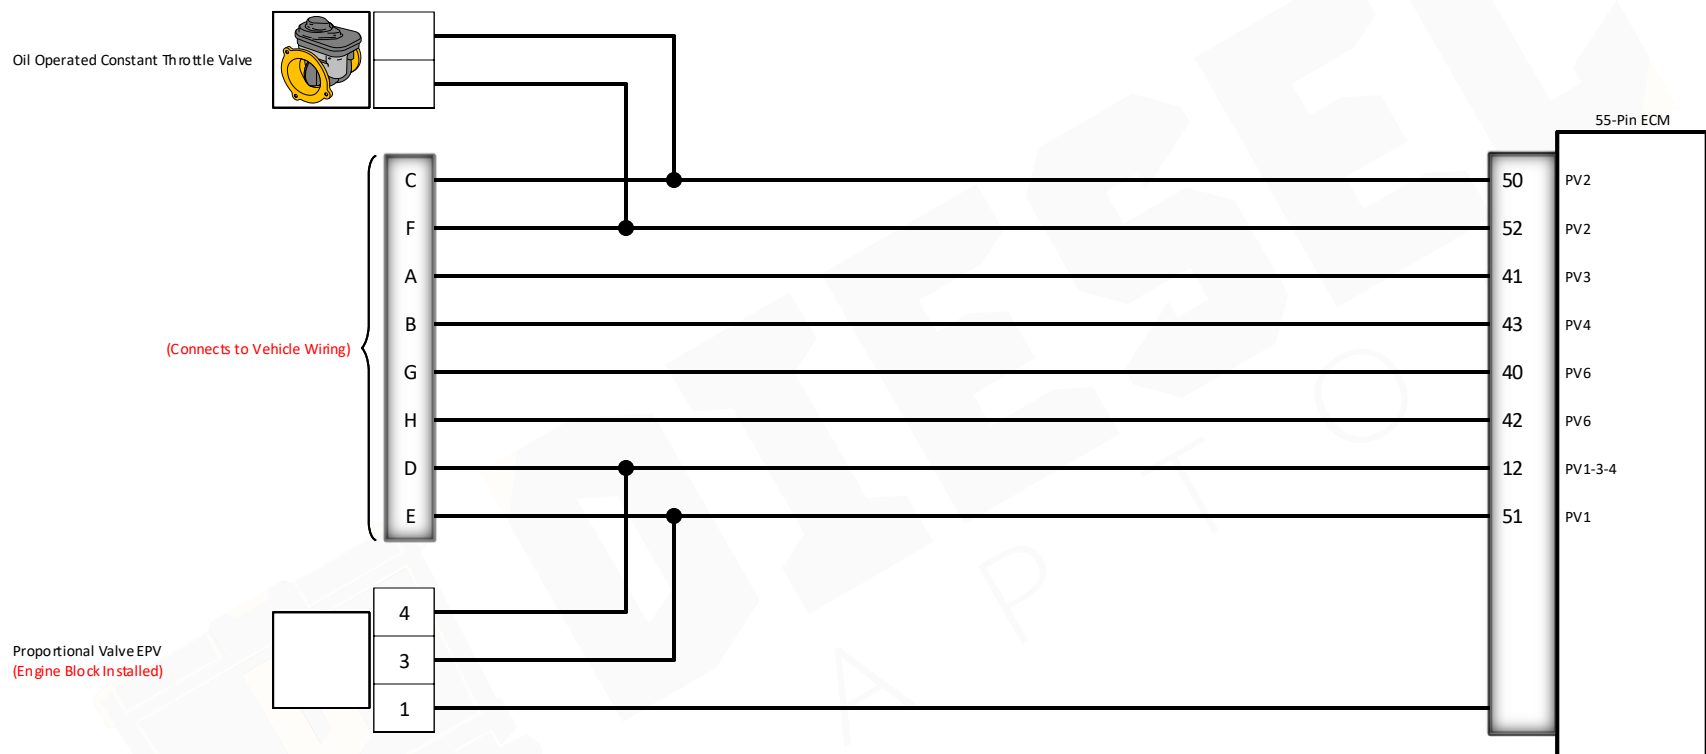 Oil Operated Constant Throttle Valve
55-Pin ECM
C 50 PV2
F 52 PV2
A 41 PV3
B 43 PV4
(Connects to Vehicle Wiring)
G 40 PV6
H 42 PV6
D 12 PV1-3-4
E 51 PV1
4
Proportional Valve EPV
(Engine Block Installed)
3
1
DIESEL
LAPTO